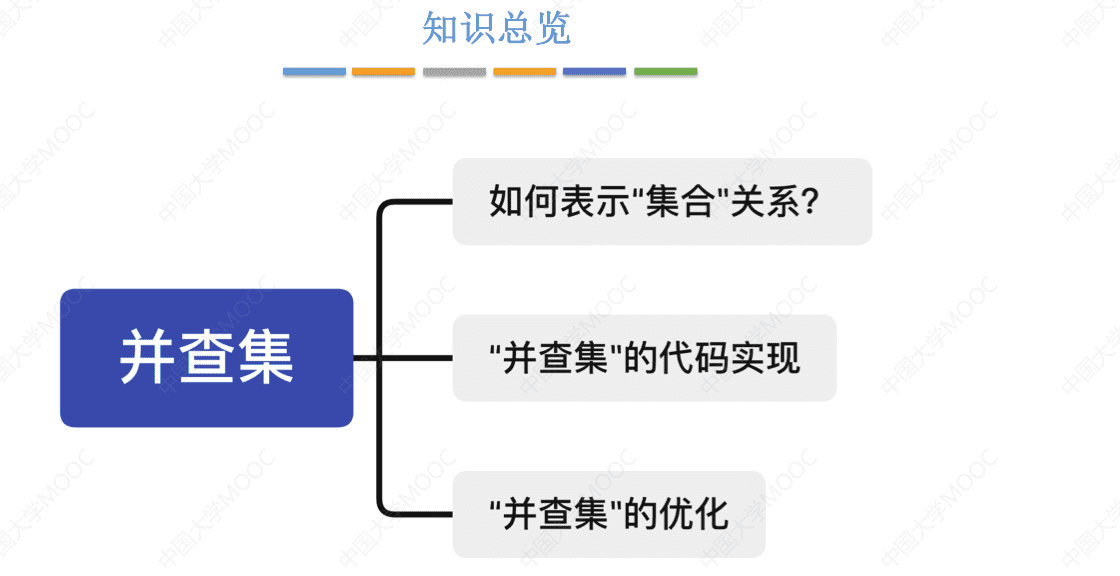 知识总览
如何表示“集合"关系？
并查集
“并查集"的代码实现
“并查集"的优化
中国大学MOOC